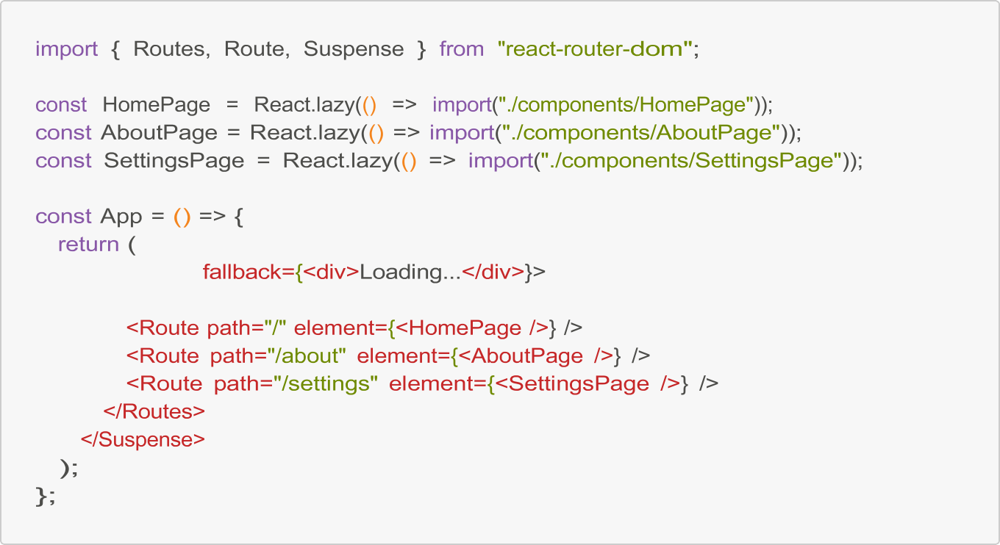 import { Routes, Route, Suspense } from "react-router-dom";
const HomePage = React.lazy(() => import("./components/HomePage"));
const AboutPage = React.lazy(() => import("./components/AboutPage"));
const SettingsPage = React.lazy(() => import("./components/SettingsPage"));
const App = () => {
return (
fallback={<div>Loading...</div>}>
<Route path="/" element={<HomePage />} />
<Route path="/about" element={<AboutPage />} />
<Route path="/settings" element={<SettingsPage />} />
</Routes>
</Suspense>
);
};